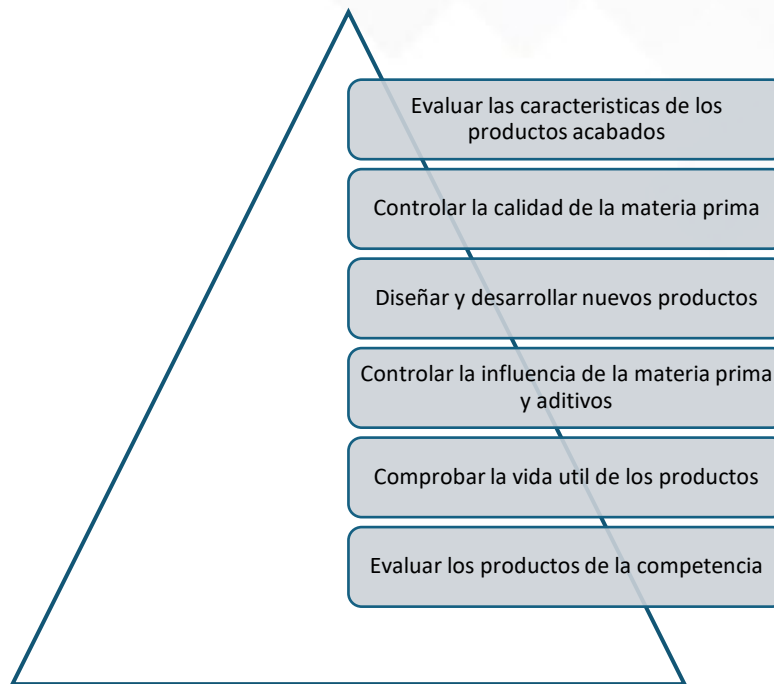 Evaluar las caracteristicas de los
productos acabados
Controlar la calidad de la materia prima
Diseñar y desarrollar nuevos productos
Controlar la influencia de la materia prima
y aditivos
Comprobar la vida util de los productos
Evaluar los productos de la competencia